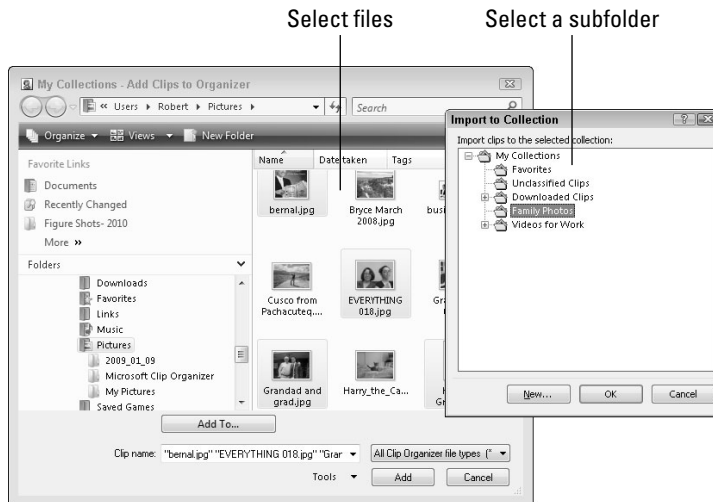 Select files
Select a subfolder
My Collections - Add Clips to Organizer
« Users ▸ Robert ▸ Pictures ▸
Search
Organize ▾ Views ▾ New Folder
Favorite Links
Documents
Recently Changed
Figure Shots- 2010
More »
Folders
Downloads
Favorites
Links
Music
Pictures
2009_01_09
Microsoft Clip Organizer
My Pictures
Saved Games
Name Date taken Tags
bernal.jpg
Bryce March
2008.jpg
busi
Cusco from
Pachacuteq....
EVERYTHING
018.jpg
Gra
Grandad and
grad.jpg
Harry_the_Ca...
H
Gr
Add To...
Clip name: "bernal.jpg" "EVERYTHING 018.jpg" "Grar
All Clip Organizer file types (*
Tools ▾ Add Cancel
Import to Collection
Import clips to the selected collection:
My Collections
Favorites
Unclassified Clips
Downloaded Clips
Family Photos
Videos for Work
New... OK Cancel